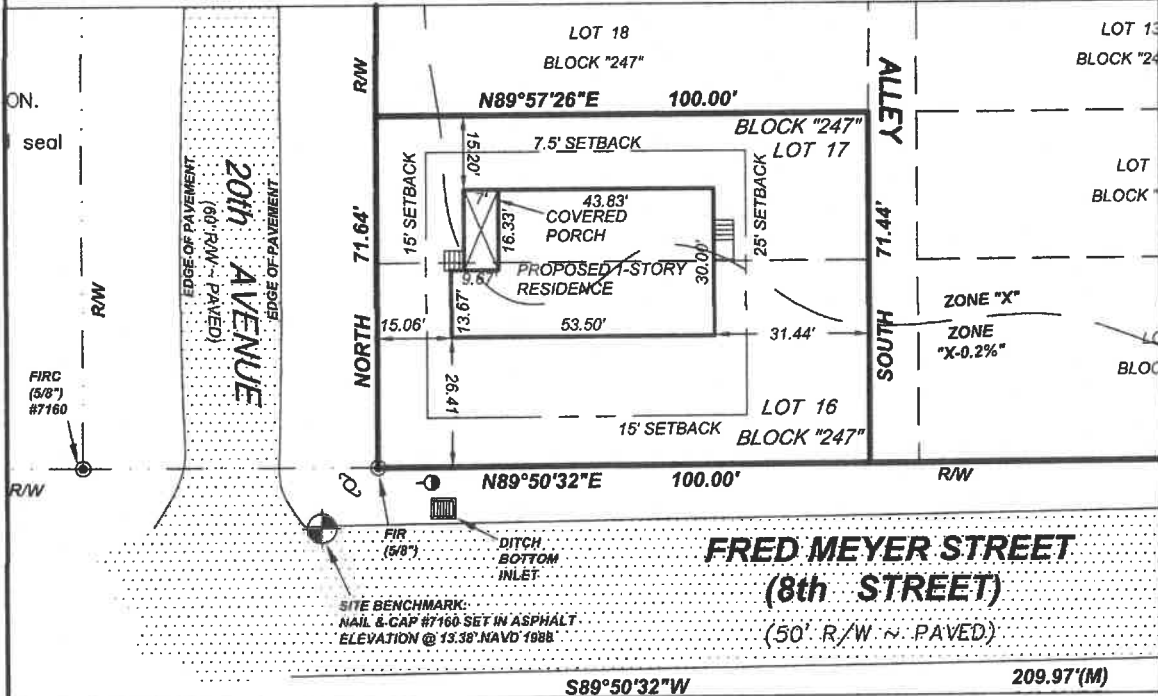 LOT 18
BLOCK "247"
LOT 13
BLOCK "24
ON.
seal
R/W
ALLEY
N89°57'26"E 100.00'
BLOCK "247"
LOT 17
7.5' SETBACK
15.20'
EDGE OF PAVEMENT
20th AVENUE
(60' R/W ~ PAVED)
EDGE OF PAVEMENT
15' SETBACK
25' SETBACK
LOT
BLOCK "
7'
43.83'
COVERED
PORCH
16.33'
NORTH 71.64'
SOUTH 71.44'
R/W
PROPOSED 1-STORY
RESIDENCE
9.67'
30.00'
13.67'
53.50'
15.06'
31.44'
ZONE "X"
ZONE
"X-0.2%"
LO
BLOC
FIRC
(5/8")
#7160
26.41
LOT 16
BLOCK "247"
15' SETBACK
R/W
N89°50'32"E 100.00'
R/W
FIR
(5/8")
DITCH
BOTTOM
INLET
FRED MEYER STREET
(8th STREET)
(50' R/W ~ PAVED)
SITE BENCHMARK:
NAIL & CAP #7160 SET IN ASPHALT
ELEVATION @ 13.38' NAVD 1988
S89°50'32"W
209.97'(M)